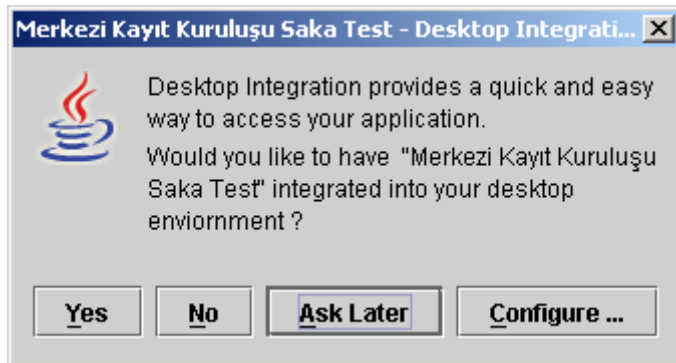 Merkezi Kayıt Kuruluşu Saka Test - Desktop Integrati...
Desktop Integration provides a quick and easy
way to access your application.
Would you like to have "Merkezi Kayıt Kuruluşu
Saka Test" integrated into your desktop
enviornment ?
Yes No Ask Later Configure ...